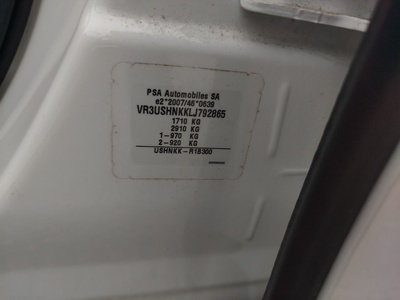 PSA Automobiles SA
e2*2007/46*0639
VR3USHNKKLJ792865
1710 KG
2910 KG
1-970 KG
2-920 KG
USHNKK-R1B300